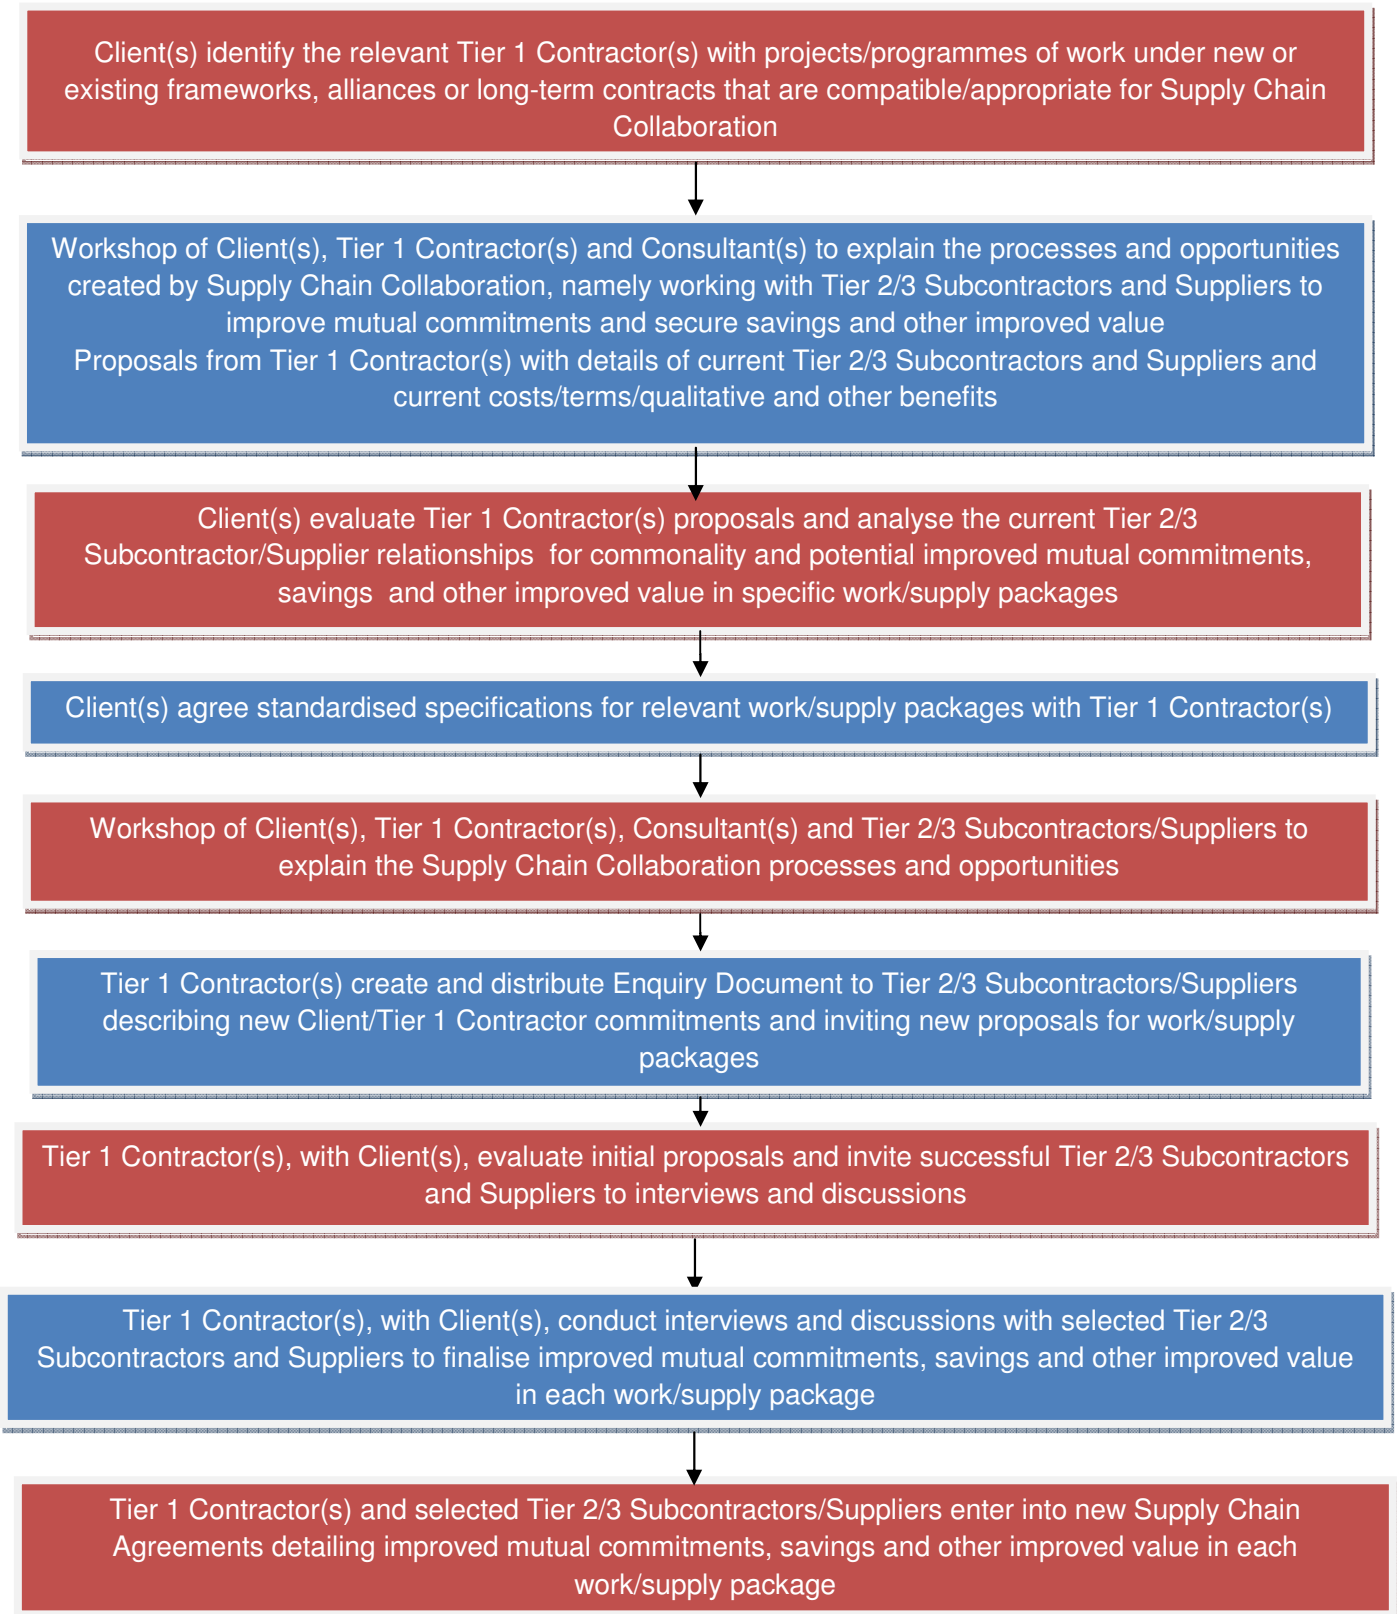 Client(s) identify the relevant Tier 1 Contractor(s) with projects/programmes of work under new or
existing frameworks, alliances or long-term contracts that are compatible/appropriate for Supply Chain
Collaboration
Workshop of Client(s), Tier 1 Contractor(s) and Consultant(s) to explain the processes and opportunities
created by Supply Chain Collaboration, namely working with Tier 2/3 Subcontractors and Suppliers to
improve mutual commitments and secure savings and other improved value
Proposals from Tier 1 Contractor(s) with details of current Tier 2/3 Subcontractors and Suppliers and
current costs/terms/qualitative and other benefits
Client(s) evaluate Tier 1 Contractor(s) proposals and analyse the current Tier 2/3
Subcontractor/Supplier relationships  for commonality and potential improved mutual commitments,
savings  and other improved value in specific work/supply packages
Client(s) agree standardised specifications for relevant work/supply packages with Tier 1 Contractor(s)
Workshop of Client(s), Tier 1 Contractor(s), Consultant(s) and Tier 2/3 Subcontractors/Suppliers to
explain the Supply Chain Collaboration processes and opportunities
Tier 1 Contractor(s) create and distribute Enquiry Document to Tier 2/3 Subcontractors/Suppliers
describing new Client/Tier 1 Contractor commitments and inviting new proposals for work/supply
packages
Tier 1 Contractor(s), with Client(s), evaluate initial proposals and invite successful Tier 2/3 Subcontractors
and Suppliers to interviews and discussions
Tier 1 Contractor(s), with Client(s), conduct interviews and discussions with selected Tier 2/3
Subcontractors and Suppliers to finalise improved mutual commitments, savings and other improved value
in each work/supply package
Tier 1 Contractor(s) and selected Tier 2/3 Subcontractors/Suppliers enter into new Supply Chain
Agreements detailing improved mutual commitments, savings and other improved value in each
work/supply package